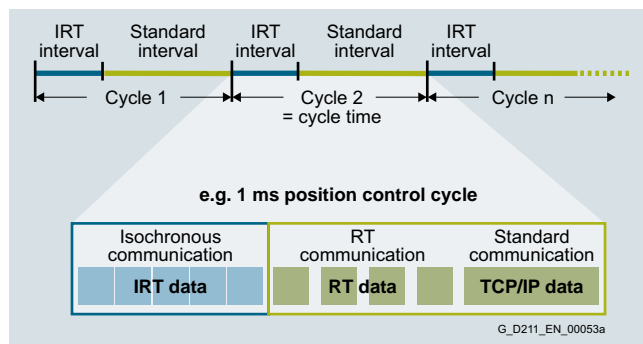 IRT
interval
Standard
interval
IRT
interval
Standard
interval
IRT
interval
Cycle 1
Cycle 2
= cycle time
Cycle n
e.g. 1 ms position control cycle
Isochronous
communication
RT
communication
Standard
communication
IRT data
RT data
TCP/IP data
G_D211_EN_00053a